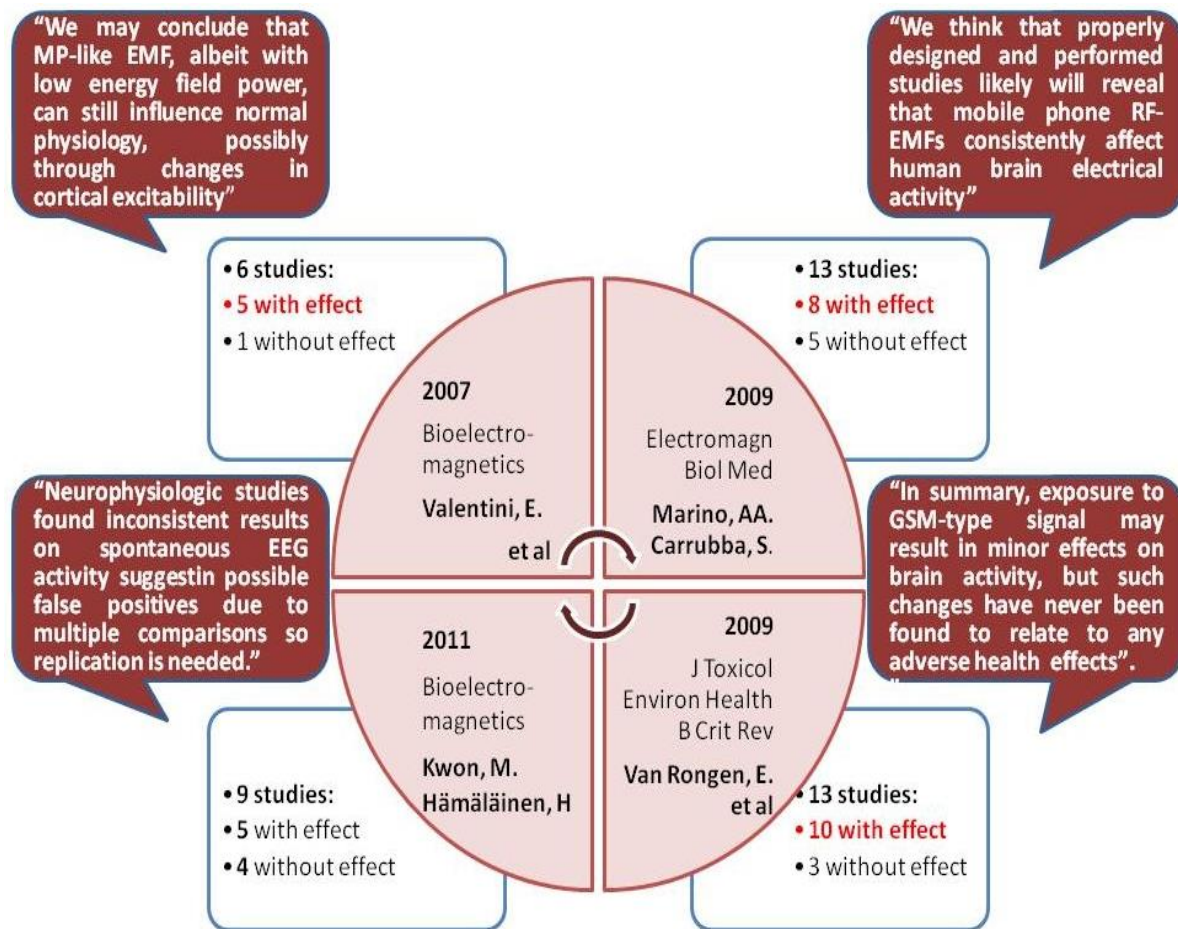 “We may conclude that
MP-like EMF, albeit with
low energy field power,
can still influence normal
physiology, possibly
through changes in
cortical excitability”
“We think that properly
designed and performed
studies likely will reveal
that mobile phone RF-
EMFs consistently affect
human brain electrical
activity”
• 6 studies:
• 5 with effect
• 1 without effect
• 13 studies:
• 8 with effect
• 5 without effect
2007
Bioelectro-
magnetics
Valentini, E.
et al
2009
Electromagn
Biol Med
Marino, AA.
Carrubba, S.
“Neurophysiologic studies
found inconsistent results
on spontaneous EEG
activity suggestin possible
false positives due to
multiple comparisons so
replication is needed.”
“In summary, exposure to
GSM-type signal may
result in minor effects on
brain activity, but such
changes have never been
found to relate to any
adverse health effects”.
”
2011
Bioelectro-
magnetics
Kwon, M.
Hämäläinen, H
2009
J Toxicol
Environ Health
B Crit Rev
Van Rongen, E.
et al
• 9 studies:
• 5 with effect
• 4 without effect
• 13 studies:
• 10 with effect
• 3 without effect